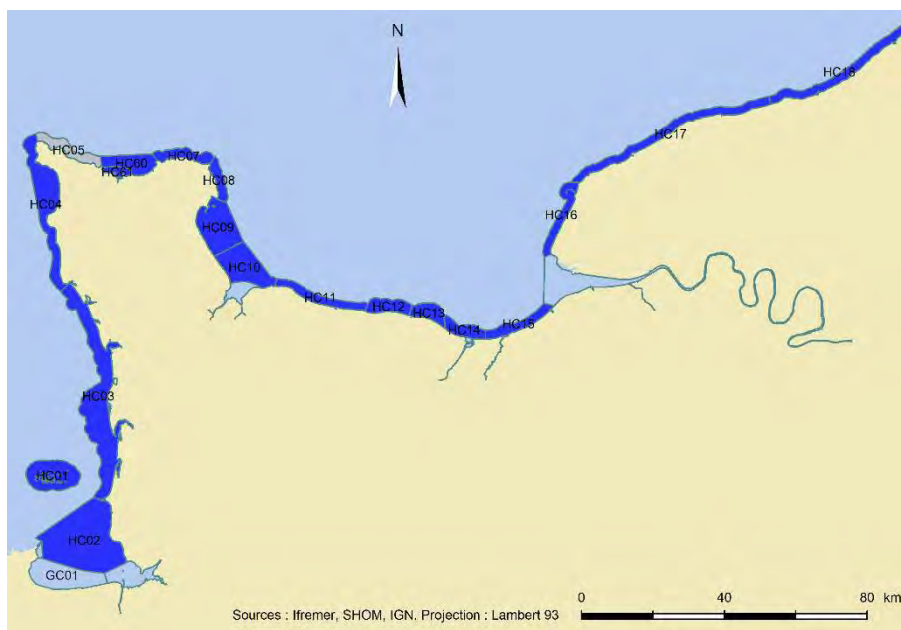 N
HC18
HC17
HC05
HC60
HC07
HC61
HC08
HC04
HC16
HC09
HC10
HC11
HC12
HC13
HC14
HC15
HC03
HC01
HC02
GC01
0 40 80 km
Sources : Ifremer, SHOM, IGN. Projection : Lambert 93